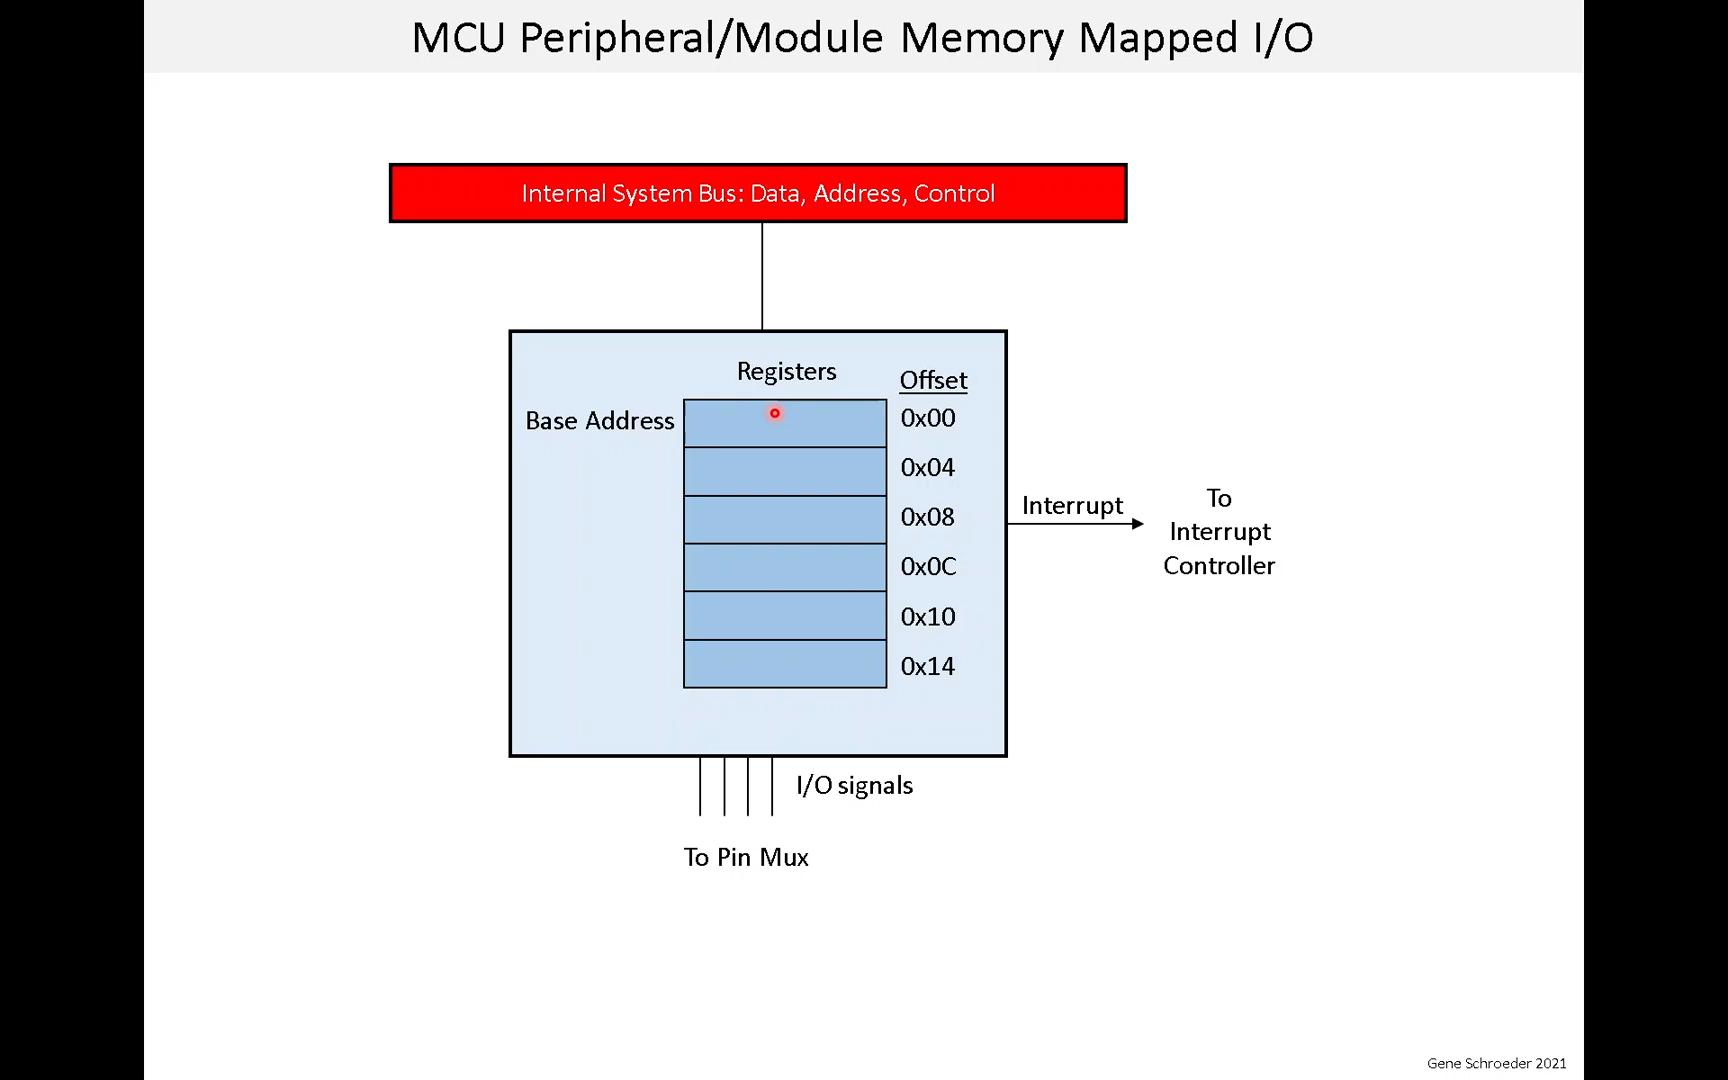 MCU Peripheral/Module Memory Mapped I/O
Internal System Bus: Data, Address, Control
Registers
Offset
Base Address
0x00
0x04
0x08
0x0C
0x10
0x14
Interrupt
To
Interrupt
Controller
I/O signals
To Pin Mux
Gene Schroeder 2021